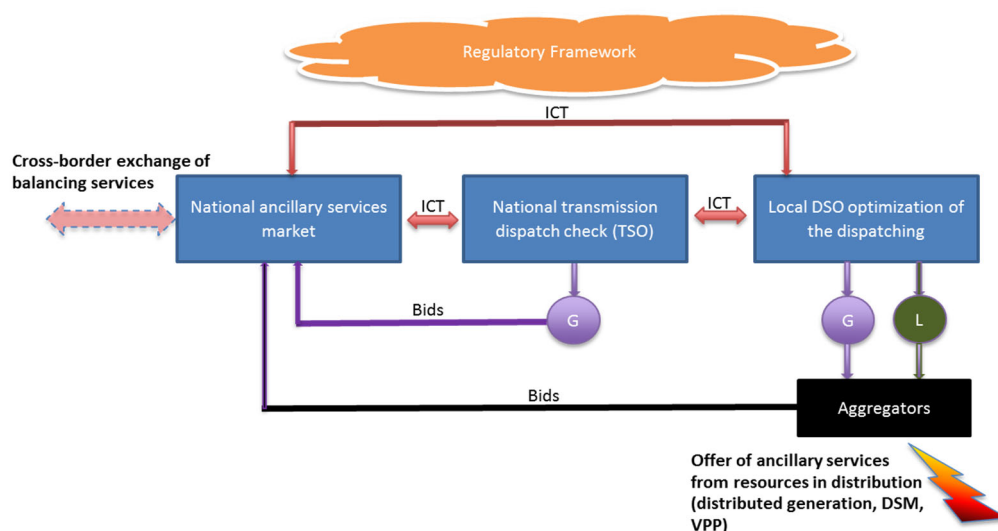 Regulatory Framework
ICT
Cross-border exchange of
balancing services
National ancillary services
market
ICT
National transmission
dispatch check (TSO)
ICT
Local DSO optimization of
the dispatching
Bids
G
G
L
Bids
Aggregators
Offer of ancillary services
from resources in distribution
(distributed generation, DSM,
VPP)